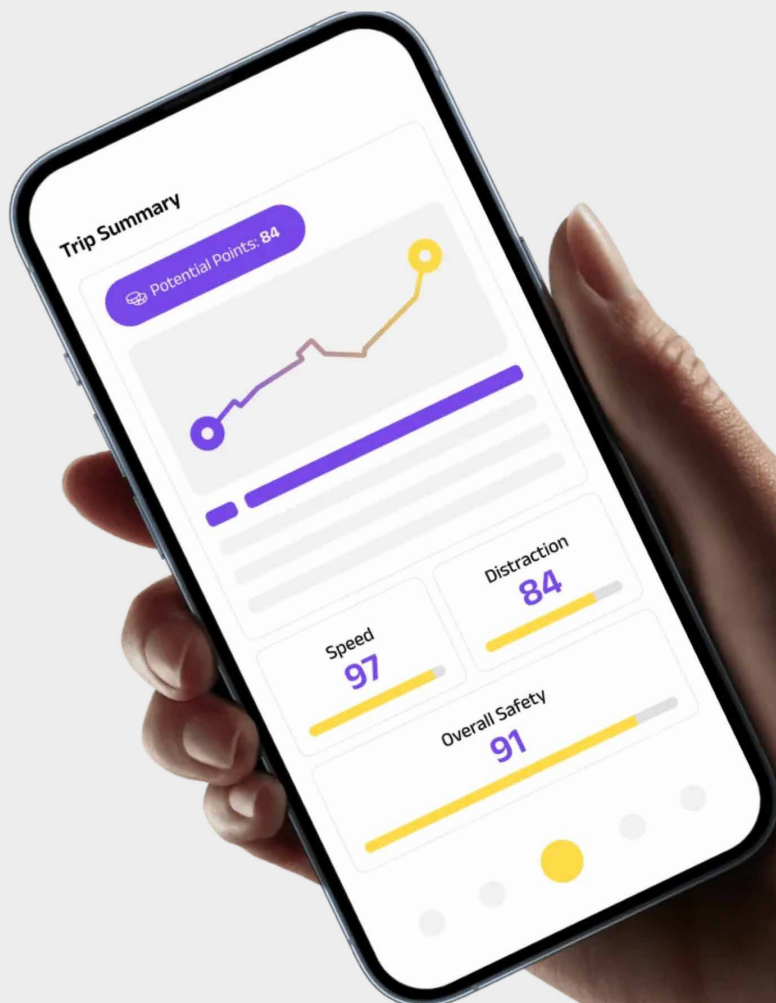 Trip Summary
Potential Points: 84
Speed
97
Distraction
84
Overall Safety
91